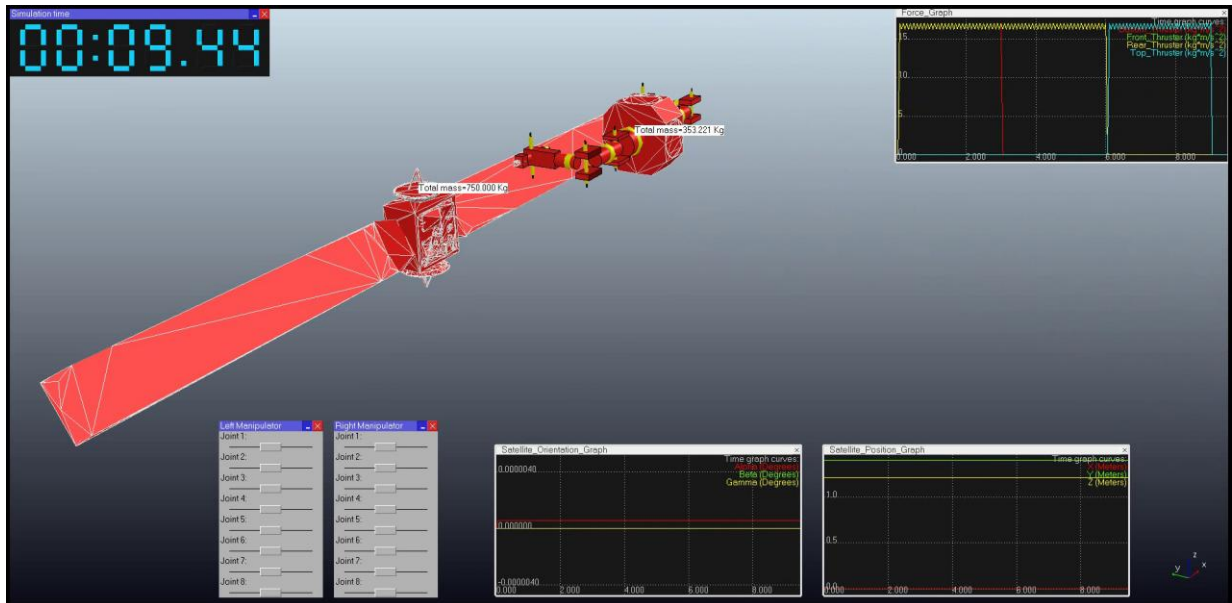 Simulation time
00:09.44
Force_Graph
Time graph curves:
Front_Thruster (kg*m/s^2)
Rear_Thruster (kg*m/s^2)
Top_Thruster (kg*m/s^2)
15.
10.
5
0
0.000 2.000 4.000 6.000 8.000
Total mass=353.221 Kg
Total mass=750.000 Kg
Left Manipulator
Joint 1:
Joint 2:
Joint 3:
Joint 4:
Joint 5:
Joint 6:
Joint 7:
Joint 8:
Right Manipulator
Joint 1:
Joint 2:
Joint 3:
Joint 4:
Joint 5:
Joint 6:
Joint 7:
Joint 8:
Satellite_Orientation_Graph
Time graph curves:
Alpha (Degrees)
Beta (Degrees)
Gamma (Degrees)
0.0000040
0.000000
-0.0000040
0.000 2.000 4.000 6.000 8.000
Satellite_Position_Graph
Time graph curves:
X (Meters)
Y (Meters)
Z (Meters)
1.0
0.5
0.0
0.000 2.000 4.000 6.000 8.000
z
y x